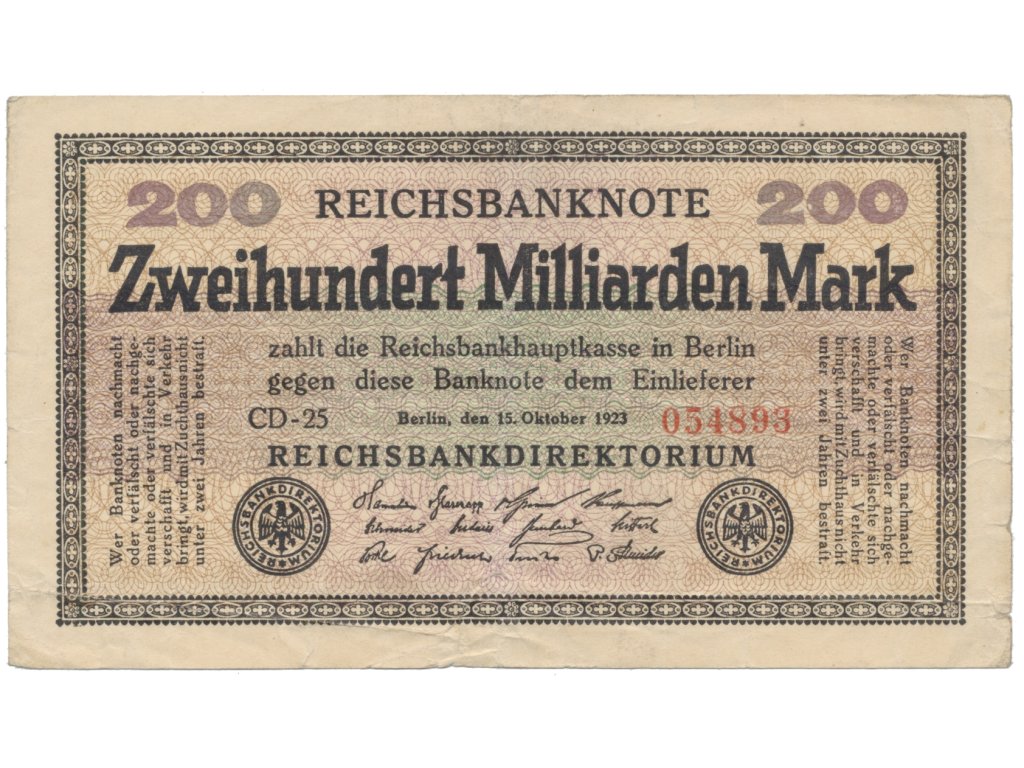 200 REICHSBANKNOTE 200
Zweihundert Milliarden Mark
zahlt die Reichsbankhauptkasse in Berlin
gegen diese Banknote dem Einlieferer
CD-25 Berlin, den 15. Oktober 1923 054893
REICHSBANKDIREKTORIUM
Wer Banknoten nachmacht
oder verfälscht oder nachge-
machte oder verfälschte sich
verschafft und in Verkehr
bringt, wird mit Zuchthaus nicht
unter zwei Jahren bestraft.
Wer Banknoten nachmacht
oder verfälscht oder nachge-
machte oder verfälschte sich
verschafft und in Verkehr
bringt, wird mit Zuchthaus nicht
unter zwei Jahren bestraft.
REICHSBANKDIREKTORIUM
REICHSBANKDIREKTORIUM